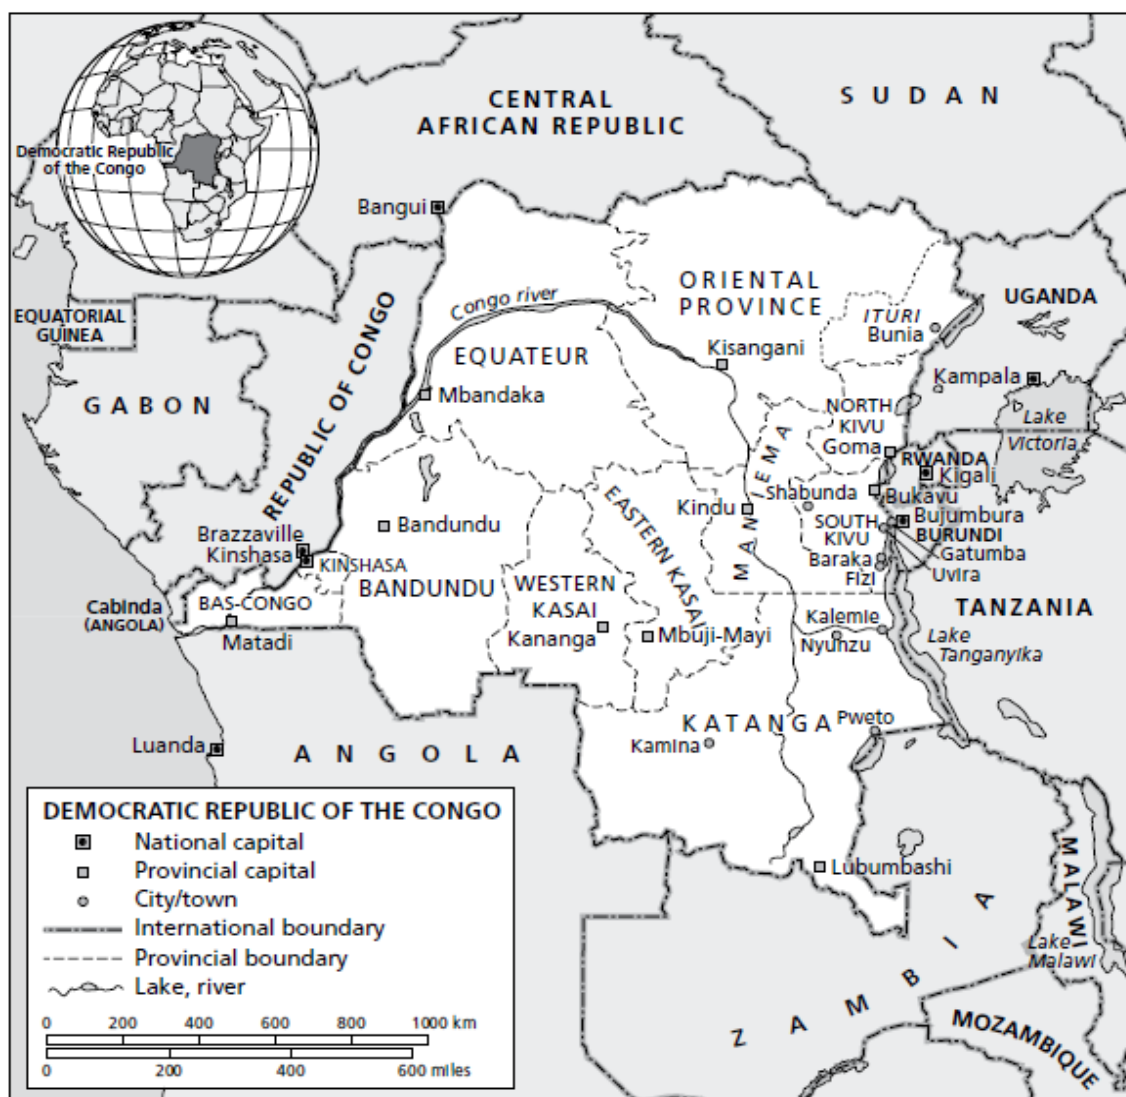 CENTRAL
AFRICAN REPUBLIC
SUDAN
Democratic Republic
of the Congo
Bangui
Congo river
ORIENTAL
PROVINCE
ITURI
Bunia
UGANDA
EQUATORIAL
GUINEA
REPUBLIC OF CONGO
EQUATEUR
Kisangani
Kampala
GABON
Mbandaka
NORTH
KIVU
Goma
Lake
Victoria
RWANDA
Kigali
MANIEMA
Shabunda
Bukavu
EASTERN KASAI
Kindu
Bandundu
SOUTH
KIVU
Bujumbura
BURUNDI
Gatumba
Uvira
Brazzaville
Kinshasa
KINSHASA
BANDUNDU
WESTERN
KASAI
Kananga
Baraka
Fizi
Cabinda
(ANGOLA)
BAS-CONGO
Matadi
Mbuji-Mayi
Kalemie
Nyunzu
TANZANIA
Lake
Tanganyika
KATANGA
Pweto
Kamina
Luanda
ANGOLA
Lubumbashi
MALAWI
Lake
Malawi
ZAMBIA
MOZAMBIQUE
DEMOCRATIC REPUBLIC OF THE CONGO
National capital
Provincial capital
City/town
International boundary
Provincial boundary
Lake, river
0 200 400 600 800 1000 km
0 200 400 600 miles